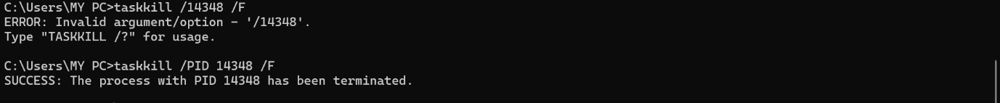 C:\Users\MY PC>taskkill /14348 /F
ERROR: Invalid argument/option - '/14348'.
Type "TASKKILL /?" for usage.
C:\Users\MY PC>taskkill /PID 14348 /F
SUCCESS: The process with PID 14348 has been terminated.